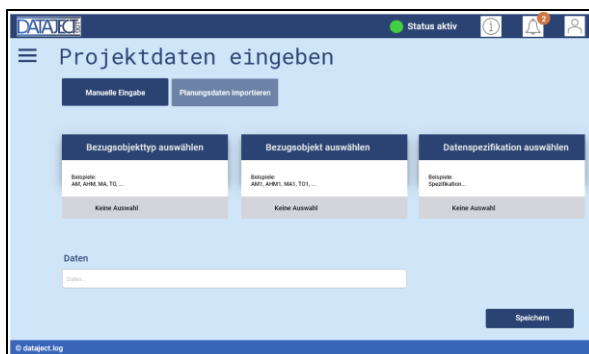 DATAJECT
Status aktiv
2
Projektdaten eingeben
Manuelle Eingabe
Planungsdaten importieren
Bezugsobjekttyp auswählen
Bezugsobjekt auswählen
Datenspezifikation auswählen
Beispiele:
AM, AHM, MA, TO, ...
Beispiele:
AM1, AHM1, MA1, TO1, ...
Beispiele:
Spezifikation...
Keine Auswahl
Keine Auswahl
Keine Auswahl
Daten
Daten...
Speichern
© dataject.log